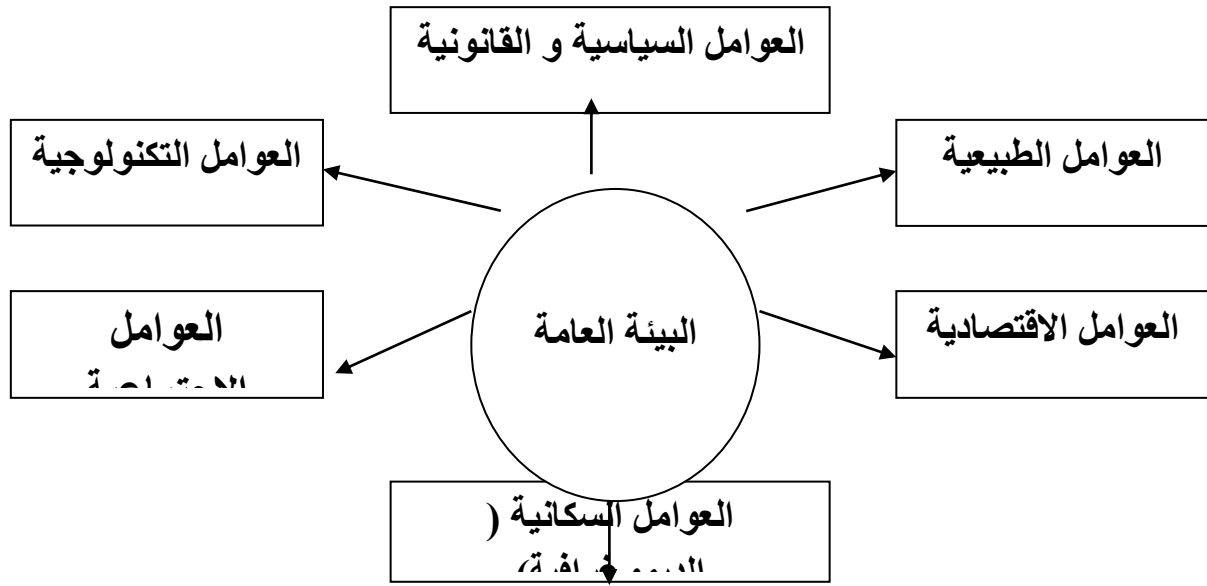 العوامل السياسية و القانونية
العوامل الطبيعية
العوامل التكنولوجية
العوامل الاقتصادية
البيئة العامة
العوامل
العوامل السكانية (